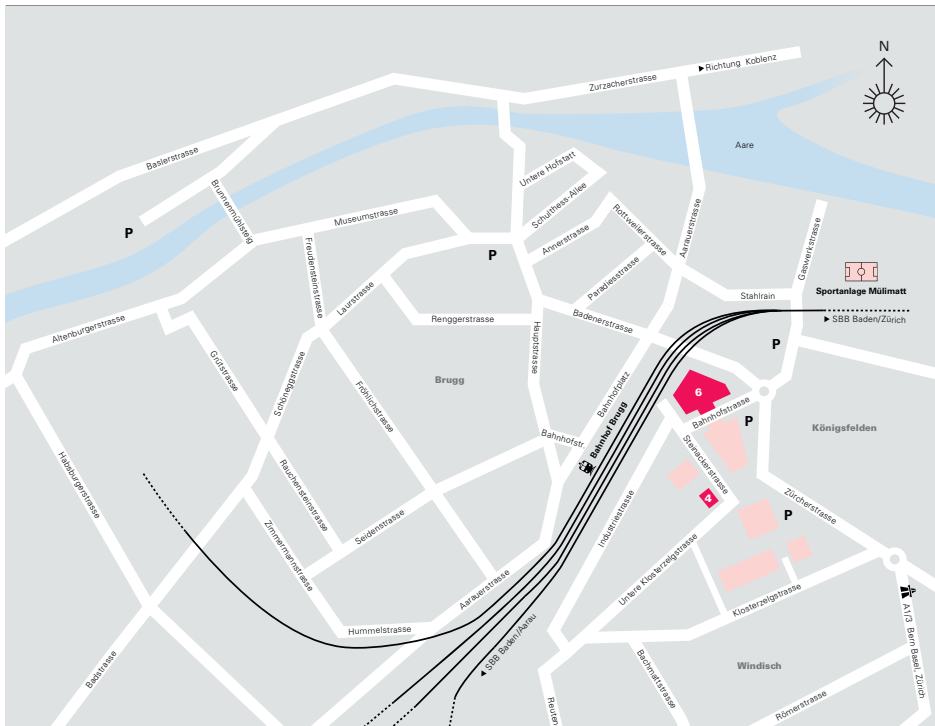 N
Richtung Koblenz
Zurzacherstrasse
Aare
Baslerstrasse
Untere Hofstatt
Schulthess-Allee
Brunnenmühlsteig
Museumstrasse
Rottweilerstrasse
Annerstrasse
Aarauerstrasse
Gaswerkstrasse
P
P
Freudensteinstrasse
Laurstrasse
Paradiesstrasse
Sportanlage Mülimatt
Stahlrain
SBB Baden/Zürich
Altenburgerstrasse
Renggerstrasse
Badenerstrasse
Hauptstrasse
P
Grütstrasse
Schöneggstrasse
Brugg
Fröhlichstrasse
Bahnhofplatz
6
Bahnhofstrasse
P
Königsfelden
Bahnhofstr.
Bahnhof Brugg
Steinackerstrasse
Habsburgerstrasse
Rauchensteinstrasse
4
Zürcherstrasse
P
Seidenstrasse
Industriestrasse
Zimmermannstrasse
Untere Klosterzelgstrasse
Aarauerstrasse
Klosterzelgstrasse
Hummelstrasse
SBB Baden/Aarau
A1/3 Bern Basel, Zürich
Badstrasse
Bachmattstrasse
Windisch
Reuten
Römerstrasse